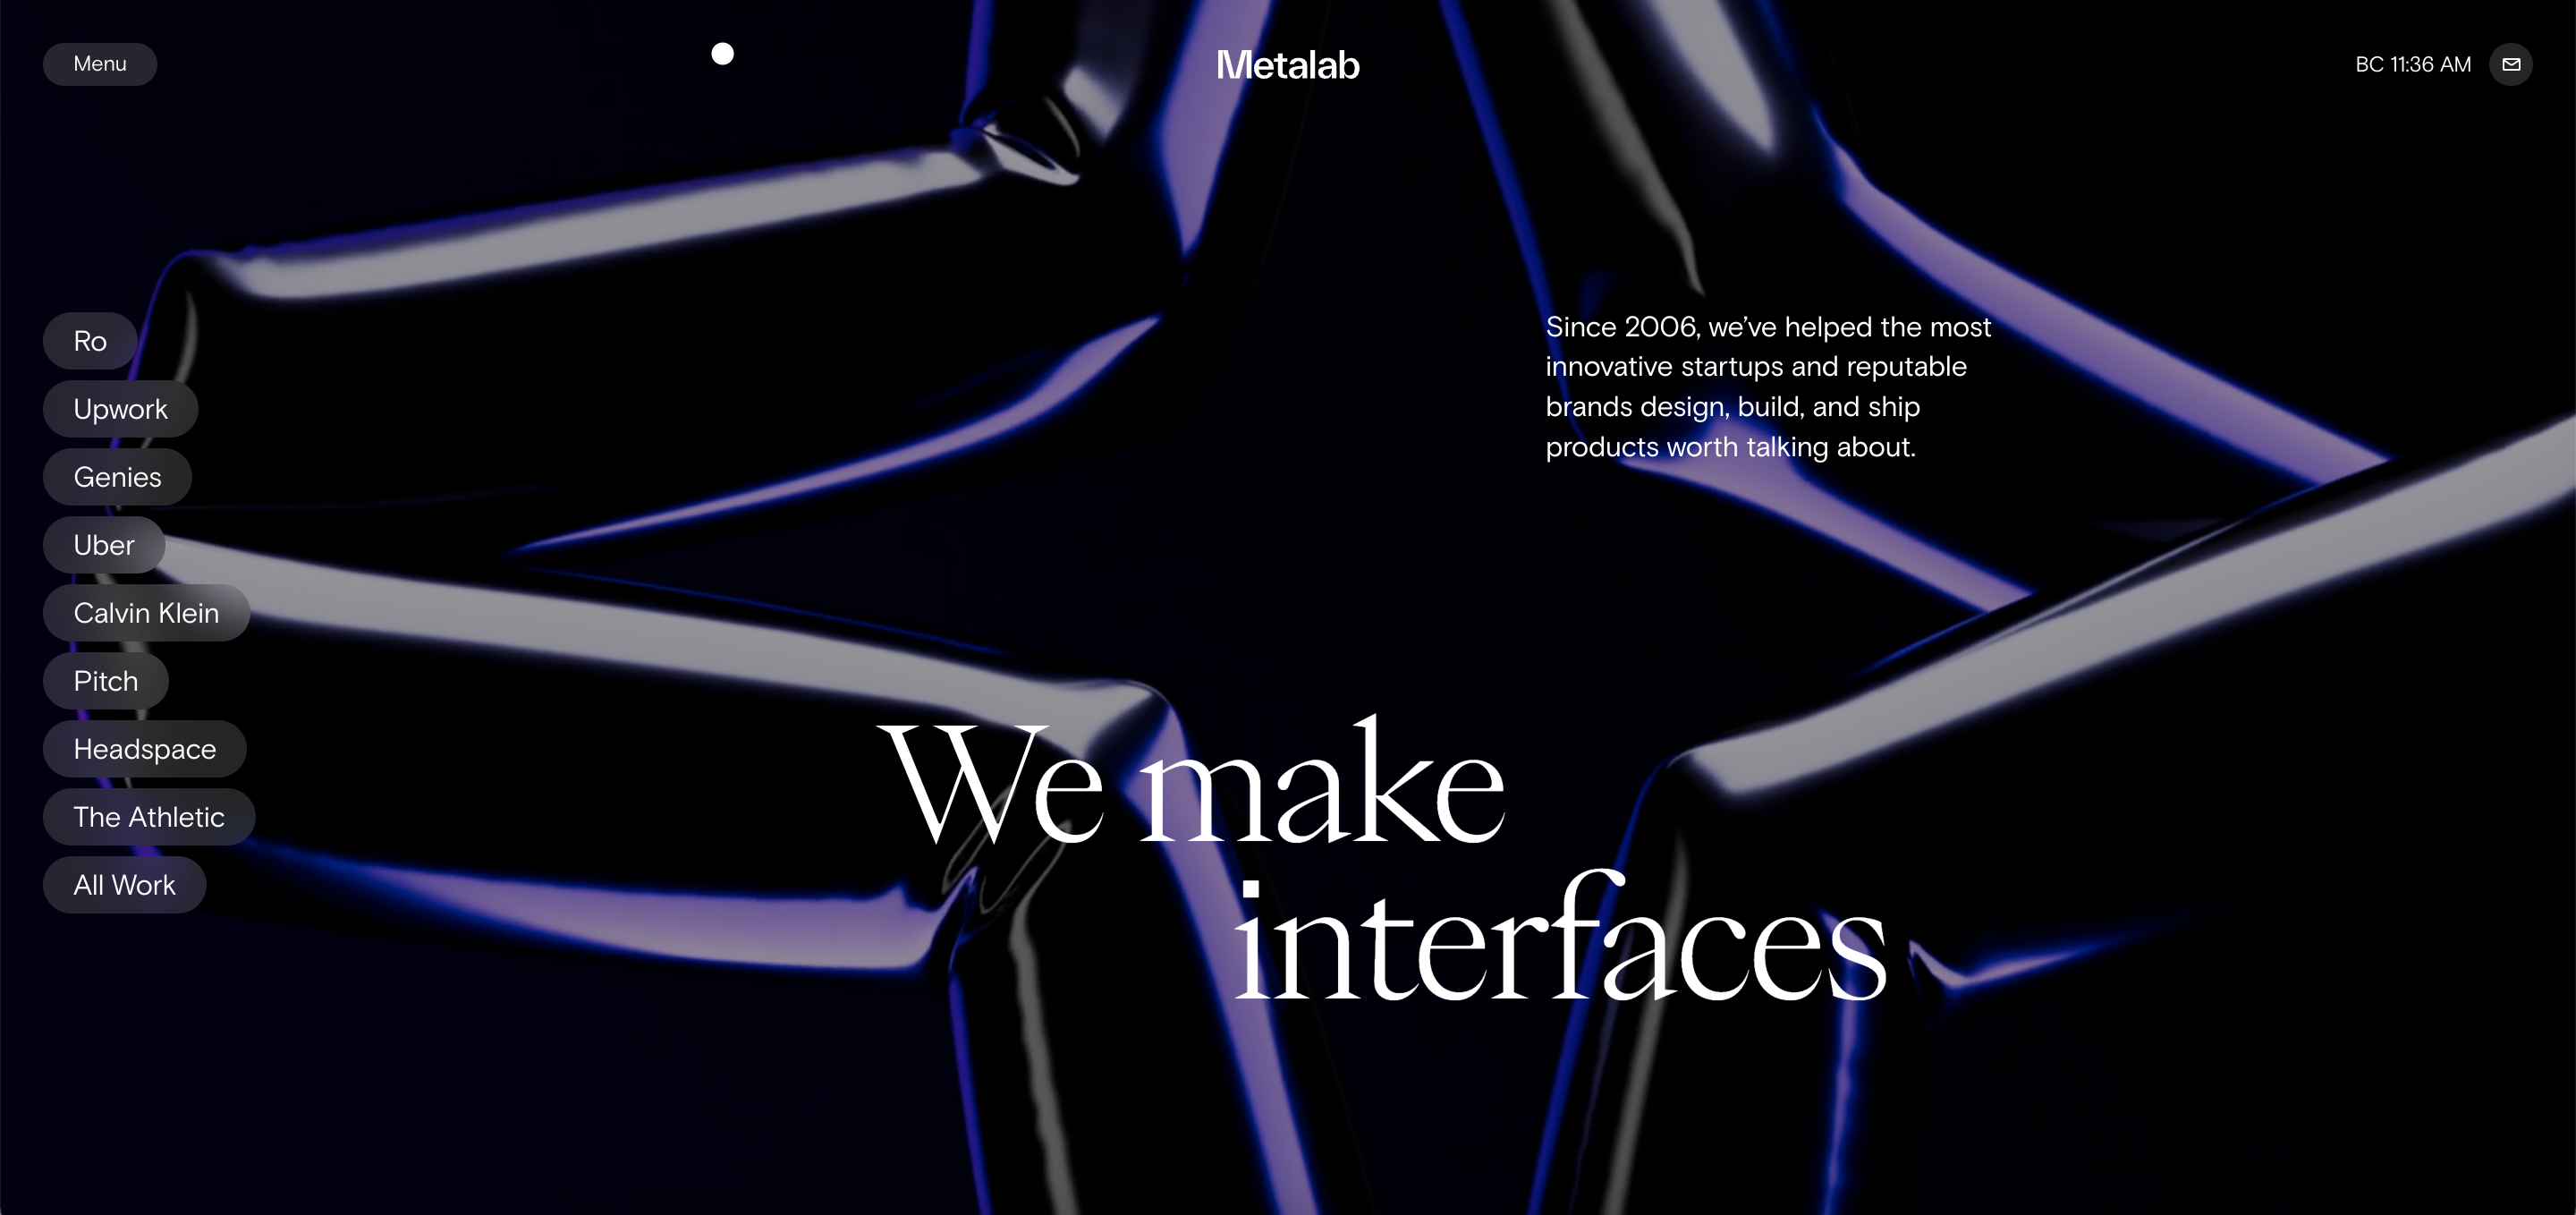 Menu
Metalab
BC 11:36 AM
Ro
Upwork
Genies
Uber
Calvin Klein
Pitch
Headspace
The Athletic
All Work
Since 2006, we’ve helped the most
innovative startups and reputable
brands design, build, and ship
products worth talking about.
We make
interfaces